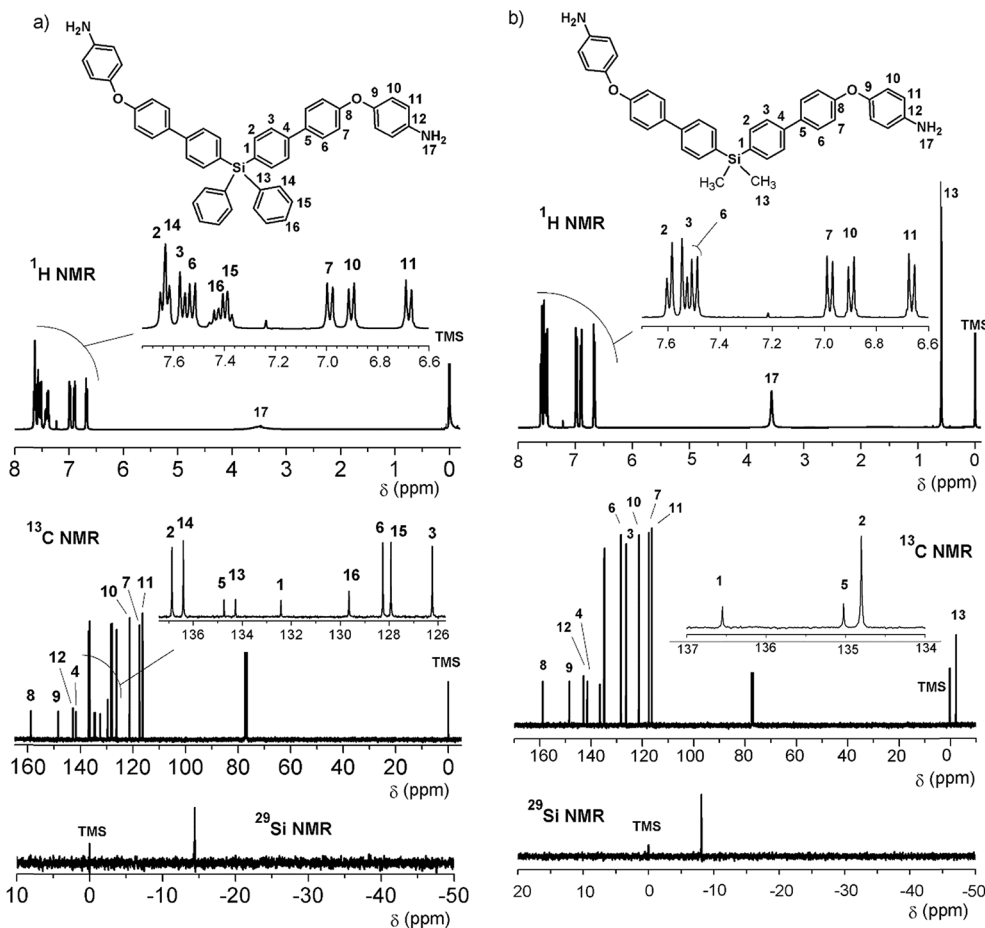 a)
H₂N
O
9
10
11
8
12
NH₂
17
3
2
4
5
7
6
1
Si
13
14
15
16
¹H NMR
2 14
3 6
16 15
7 10 11
7.6 7.4 7.2 7.0 6.8 6.6
17
TMS
8 7 6 5 4 3 2 1 0
δ (ppm)
¹³C NMR
2 14
5 13 1 16
6 15 3
136 134 132 130 128 126
10 7 11
12 4
8 9
TMS
160 140 120 100 80 60 40 20 0
δ (ppm)
²⁹Si NMR
TMS
10 0 -10 -20 -30 -40 -50
δ (ppm)
b)
H₂N
O
9
10
11
8
12
NH₂
17
3
2
4
5
7
6
1
Si
H₃C
CH₃
13
¹H NMR
2 3 6
7 10 11
7.6 7.4 7.2 7.0 6.8 6.6
13
17
TMS
8 7 6 5 4 3 2 1 0
δ (ppm)
¹³C NMR
6 10 3 7 11
12 4
8 9
1 5 2
137 136 135 134
13
TMS
160 140 120 100 80 60 40 20 0 -20
δ (ppm)
²⁹Si NMR
TMS
20 10 0 -10 -20 -30 -40 -50
δ (ppm)